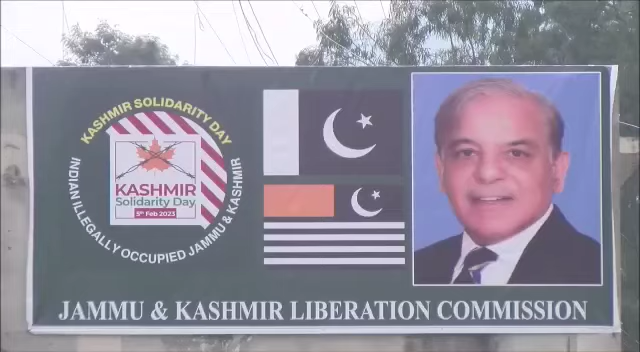 KASHMIR SOLIDARITY DAY
KASHMIR
Solidarity Day
5th Feb 2023
INDIAN ILLEGALLY OCCUPIED JAMMU & KASHMIR
JAMMU & KASHMIR LIBERATION COMMISSION